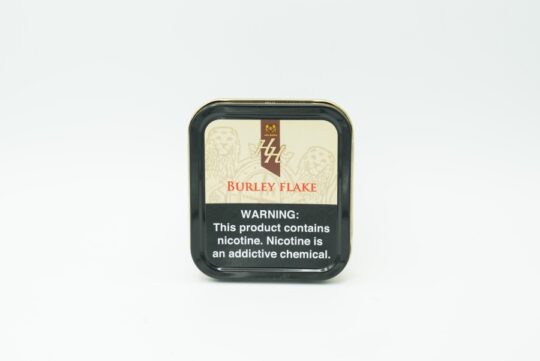 HH
BURLEY FLAKE
WARNING:
This product contains
nicotine. Nicotine is
an addictive chemical.